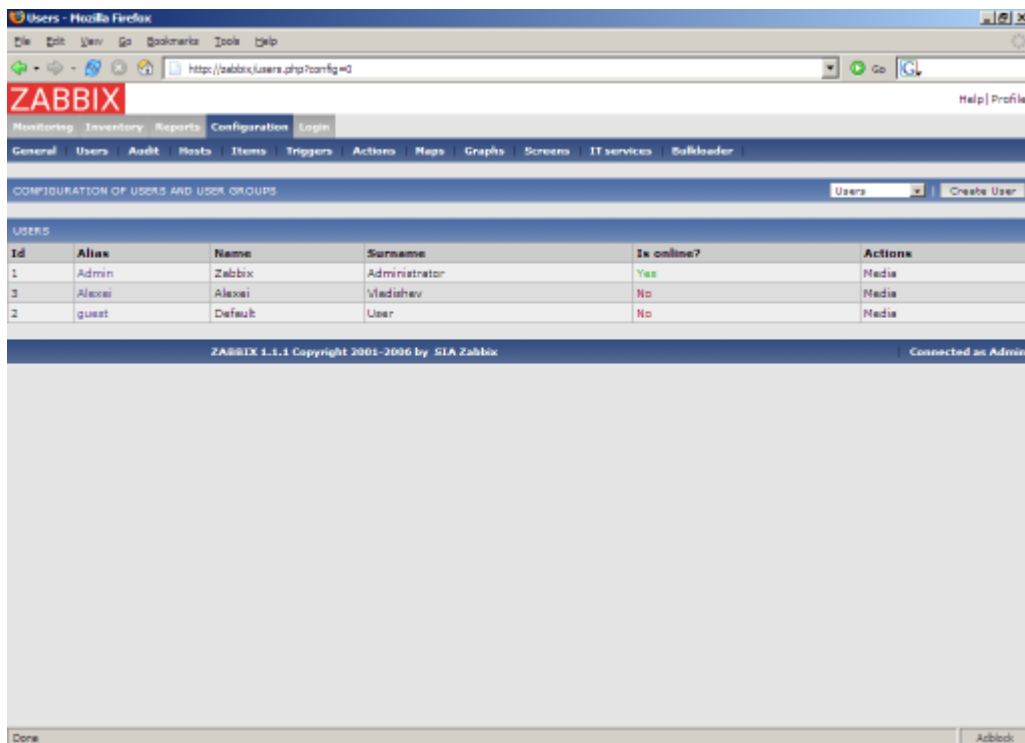 Users - Mozilla Firefox
File Edit View Go Bookmarks Tools Help
http://zabbix/users.php?config=0 Go G
ZABBIX Help | Profile
Monitoring Inventory Reports Configuration Login
General Users Audit Hosts Items Triggers Actions Maps Graphs Screens IT services Bulkloader
CONFIGURATION OF USERS AND USER GROUPS Users Create User
USERS
Id Alias Name Surname Is online? Actions
1 Admin Zabbix Administrator Yes Media
3 Alexei Alexei Vladishev No Media
2 guest Default User No Media
ZABBIX 1.1.1 Copyright 2001-2006 by SIA Zabbix Connected as Admin
Done Adblock